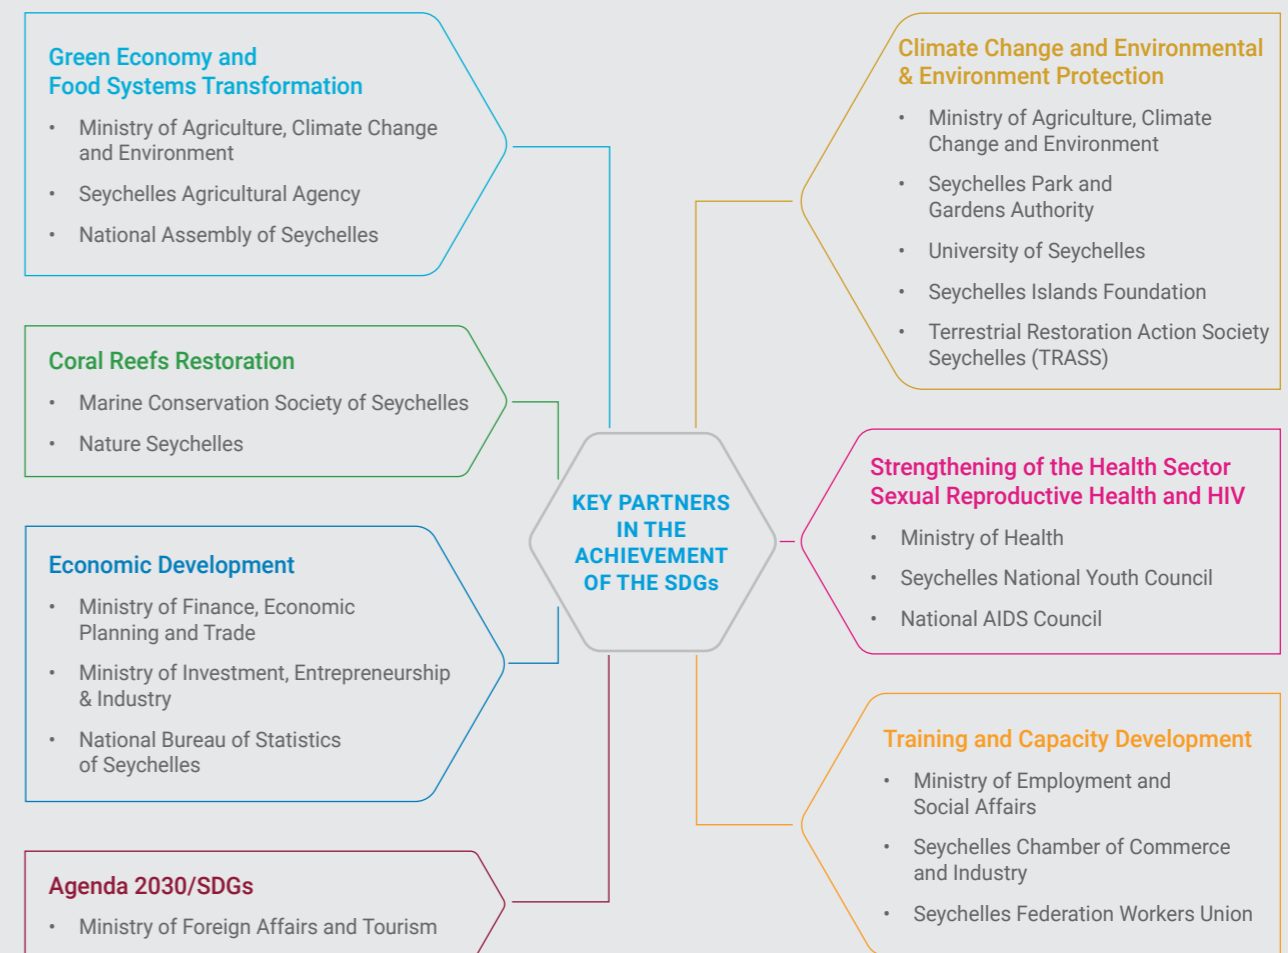 Green Economy and
Food Systems Transformation
• Ministry of Agriculture, Climate Change
and Environment
• Seychelles Agricultural Agency
• National Assembly of Seychelles
Coral Reefs Restoration
• Marine Conservation Society of Seychelles
• Nature Seychelles
Economic Development
• Ministry of Finance, Economic
Planning and Trade
• Ministry of Investment, Entrepreneurship
& Industry
• National Bureau of Statistics
of Seychelles
Agenda 2030/SDGs
• Ministry of Foreign Affairs and Tourism
KEY PARTNERS
IN THE
ACHIEVEMENT
OF THE SDGs
Climate Change and Environmental
& Environment Protection
• Ministry of Agriculture, Climate
Change and Environment
• Seychelles Park and
Gardens Authority
• University of Seychelles
• Seychelles Islands Foundation
• Terrestrial Restoration Action Society
Seychelles (TRASS)
Strengthening of the Health Sector
Sexual Reproductive Health and HIV
• Ministry of Health
• Seychelles National Youth Council
• National AIDS Council
Training and Capacity Development
• Ministry of Employment and
Social Affairs
• Seychelles Chamber of Commerce
and Industry
• Seychelles Federation Workers Union